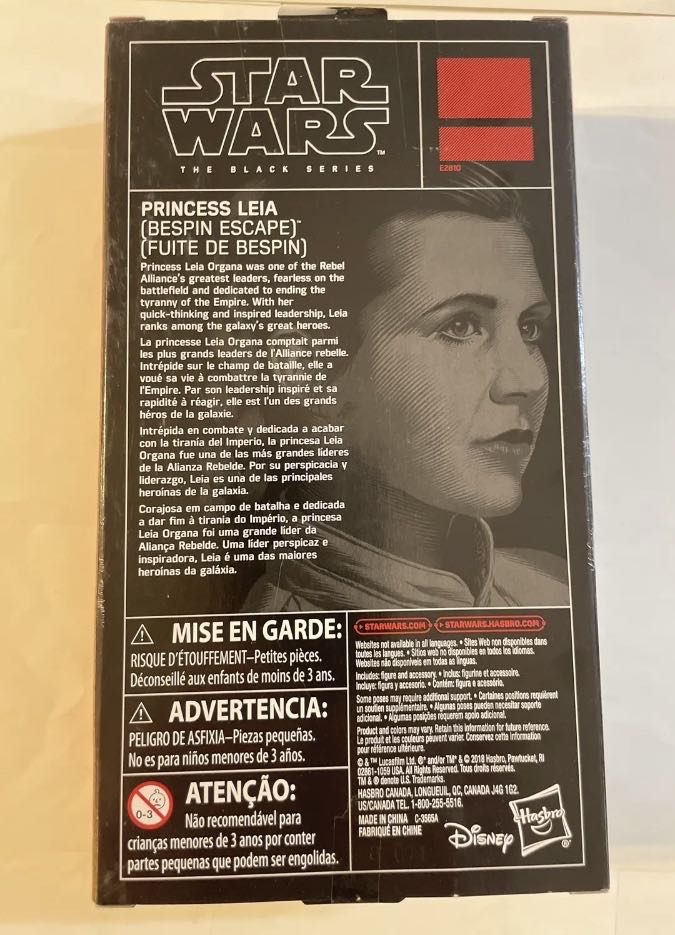 STAR
WARS™
THE BLACK SERIES
E2810
PRINCESS LEIA
(BESPIN ESCAPE)™
(FUITE DE BESPIN)
Princess Leia Organa was one of the Rebel
Alliance's greatest leaders, fearless on the
battlefield and dedicated to ending the
tyranny of the Empire. With her
quick-thinking and inspired leadership, Leia
ranks among the galaxy's great heroes.
La princesse Leia Organa comptait parmi
les plus grands leaders de l'Alliance rebelle.
Intrépide sur le champ de bataille, elle a
voué sa vie à combattre la tyrannie de
l'Empire. Par son leadership inspiré et sa
rapidité à réagir, elle est l'un des grands
héros de la galaxie.
Intrépida en combate y dedicada a acabar
con la tiranía del Imperio, la princesa Leia
Organa fue una de las más grandes líderes
de la Alianza Rebelde. Por su perspicacia y
liderazgo, Leia es una de las principales
heroínas de la galaxia.
Corajosa em campo de batalha e dedicada
a dar fim à tirania do Império, a princesa
Leia Organa foi uma grande líder da
Aliança Rebelde. Uma líder perspicaz e
inspiradora, Leia é uma das maiores
heroínas da galáxia.
⚠ MISE EN GARDE:
RISQUE D'ÉTOUFFEMENT–Petites pièces.
Déconseillé aux enfants de moins de 3 ans.
⚠ ADVERTENCIA:
PELIGRO DE ASFIXIA–Piezas pequeñas.
No es para niños menores de 3 años.
0-3
ATENÇÃO:
Não recomendável para
crianças menores de 3 anos por conter
partes pequenas que podem ser engolidas.
STARWARS.COM STARWARS.HASBRO.COM
Websites not available in all languages. • Sites Web non disponibles dans
toutes les langues. • Sitios web no disponibles en todos los idiomas.
Websites não disponíveis em todas as línguas.
Includes: figure and accessory. • Inclus: figurine et accessoire.
Incluye: figura y accesorio. • Contém: figura e acessório.
Some poses may require additional support. • Certaines positions requièrent
un soutien supplémentaire. • Algunas poses pueden necesitar soporte
adicional. • Algumas posições requerem apoio adicional.
Product and colors may vary. Retain this information for future reference.
Le produit et les couleurs peuvent varier. Conservez cette information
pour référence ultérieure.
© & ™ Lucasfilm Ltd. ®* and/or TM* & © 2018 Hasbro, Pawtucket, RI
02861-1059 USA. All Rights Reserved. Tous droits réservés.
TM & ® denote U.S. Trademarks.
HASBRO CANADA, LONGUEUIL, QC, CANADA J4G 1G2.
US/CANADA TEL. 1-800-255-5516.
MADE IN CHINA C-3565A
FABRIQUÉ EN CHINE
Disney
Hasbro®